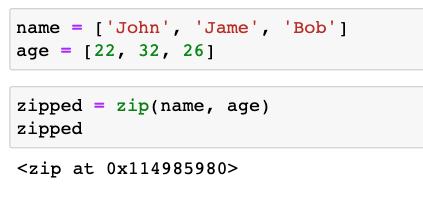 name = ['John', 'Jame', 'Bob']
age = [22, 32, 26]
zipped = zip(name, age)
zipped
<zip at 0x114985980>